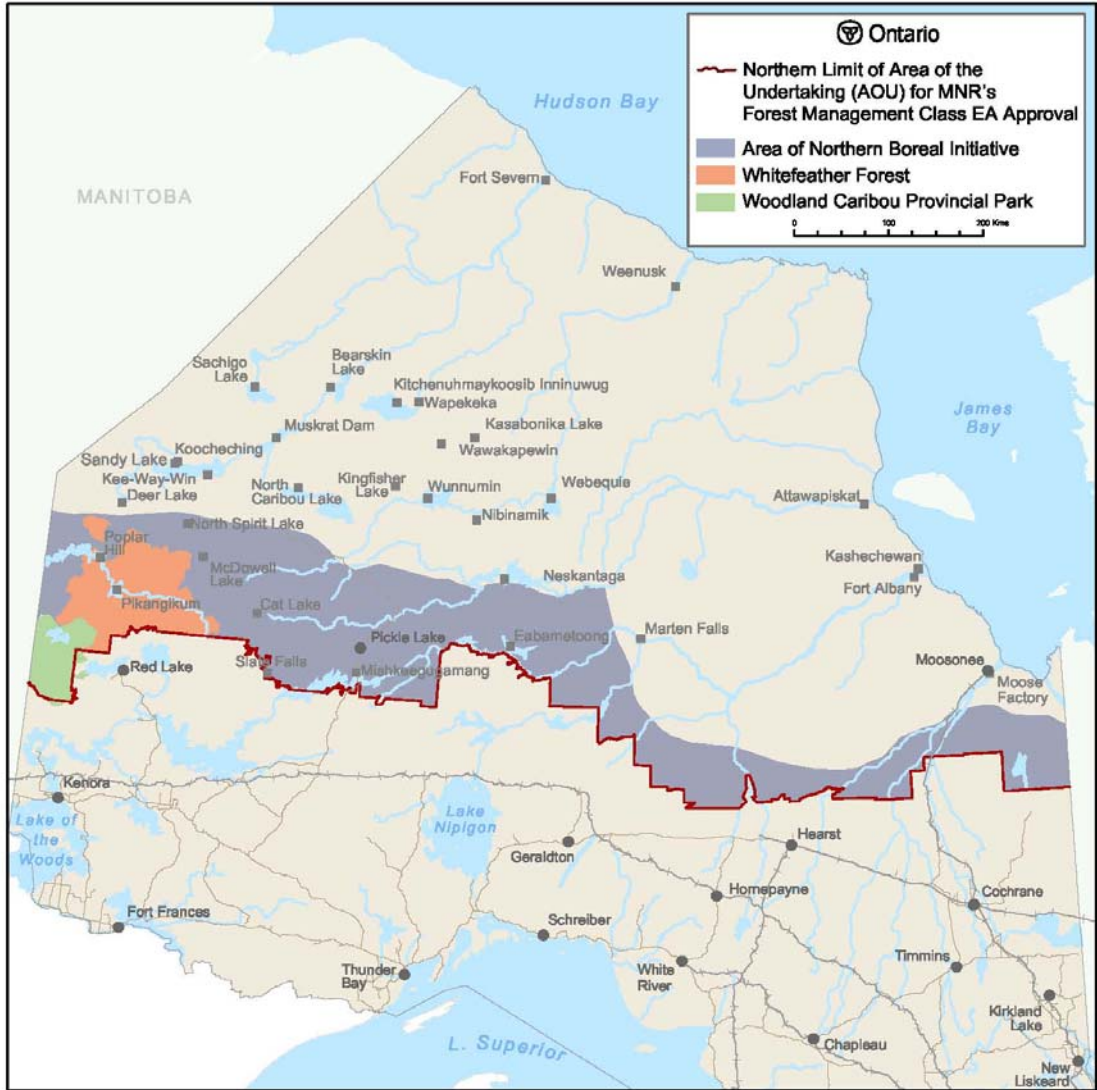 Ontario
Northern Limit of Area of the
Undertaking (AOU) for MNR's
Forest Management Class EA Approval
Area of Northern Boreal Initiative
Whitefeather Forest
Woodland Caribou Provincial Park
0 100 200 Kms
Hudson Bay
MANITOBA
Fort Severn
Weenusk
Sachigo
Lake
Bearskin
Lake
Kitchenuhmaykoosib Inninuwug
Wapekeka
James
Bay
Muskrat Dam
Kasabonika Lake
Wawakapewin
Koocheching
Sandy Lake
Kee-Way-Win
Deer Lake
North
Caribou Lake
Kingfisher
Lake
Wunnumin
Webequie
Nibinamik
Attawapiskat
North Spirit Lake
Poplar
Hill
McDowell
Lake
Neskantaga
Kashechewan
Fort Albany
Pikangikum
Cat Lake
Pickle Lake
Eabametoong
Marten Falls
Red Lake
Slate Falls
Mishkeegogamang
Moosonee
Moose
Factory
Kenora
Lake of
the
Woods
Lake
Nipigon
Geraldton
Hearst
Hornepayne
Cochrane
Fort Frances
Schreiber
Thunder
Bay
White
River
Timmins
Kirkland
Lake
Chapleau
L. Superior
New
Liskeard